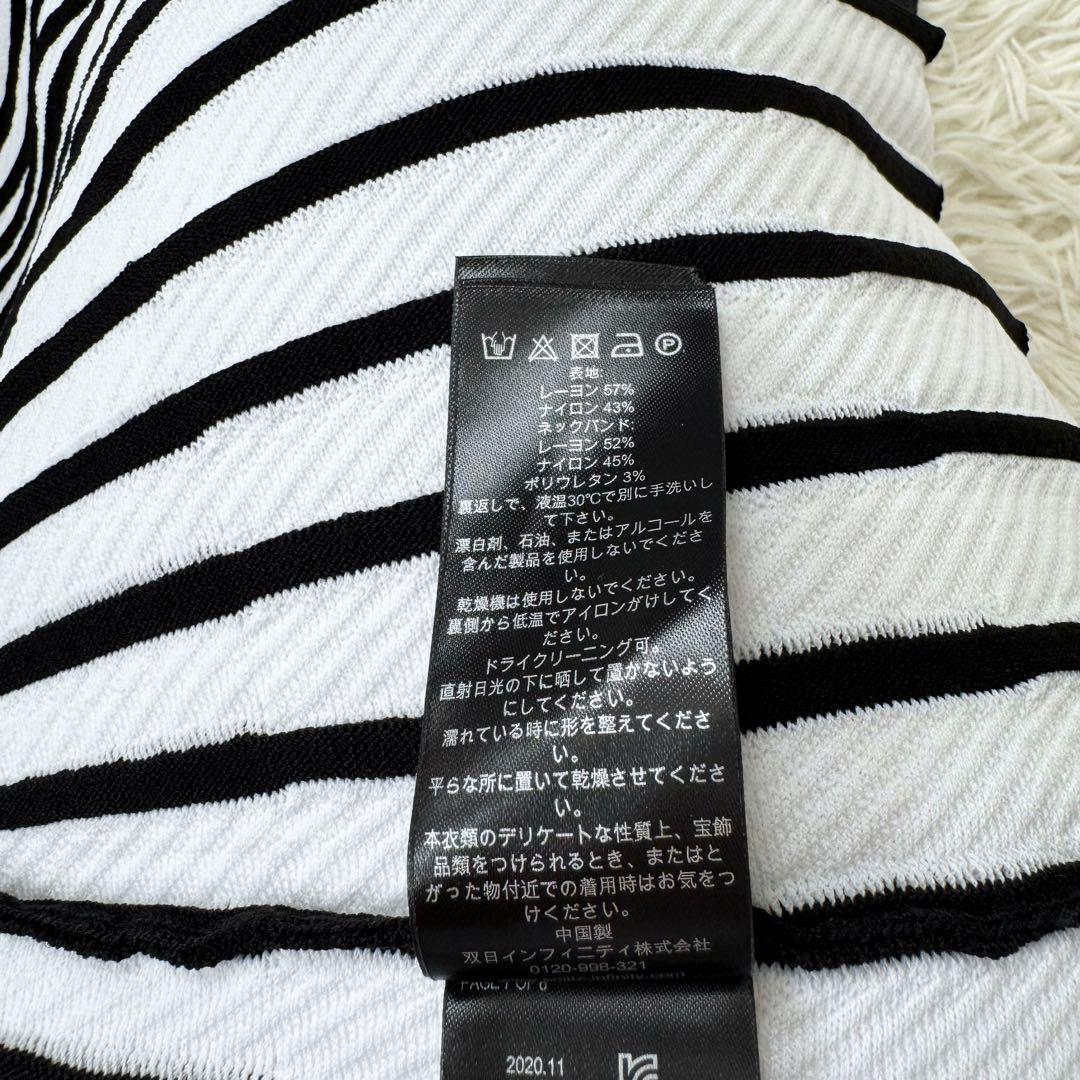 表地:
レーヨン 57%
ナイロン 43%
ネックバンド:
レーヨン 52%
ナイロン 45%
ポリウレタン 3%
裏返しで、液温30℃で別に手洗いし
て下さい。
漂白剤、石油、またはアルコールを
含んだ製品を使用しないでくださ
い。
乾燥機は使用しないでください。
裏側から低温でアイロンがけしてく
ださい。
ドライクリーニング可。
直射日光の下に晒して置かないよう
にしてください。
濡れている時に形を整えてくださ
い。
平らな所に置いて乾燥させてくださ
い。
本衣類のデリケートな性質上、宝飾
品類をつけられるとき、またはと
がった物付近での着用時はお気をつ
けください。
中国製
双日インフィニティ株式会社
0120-998-321
2020.11